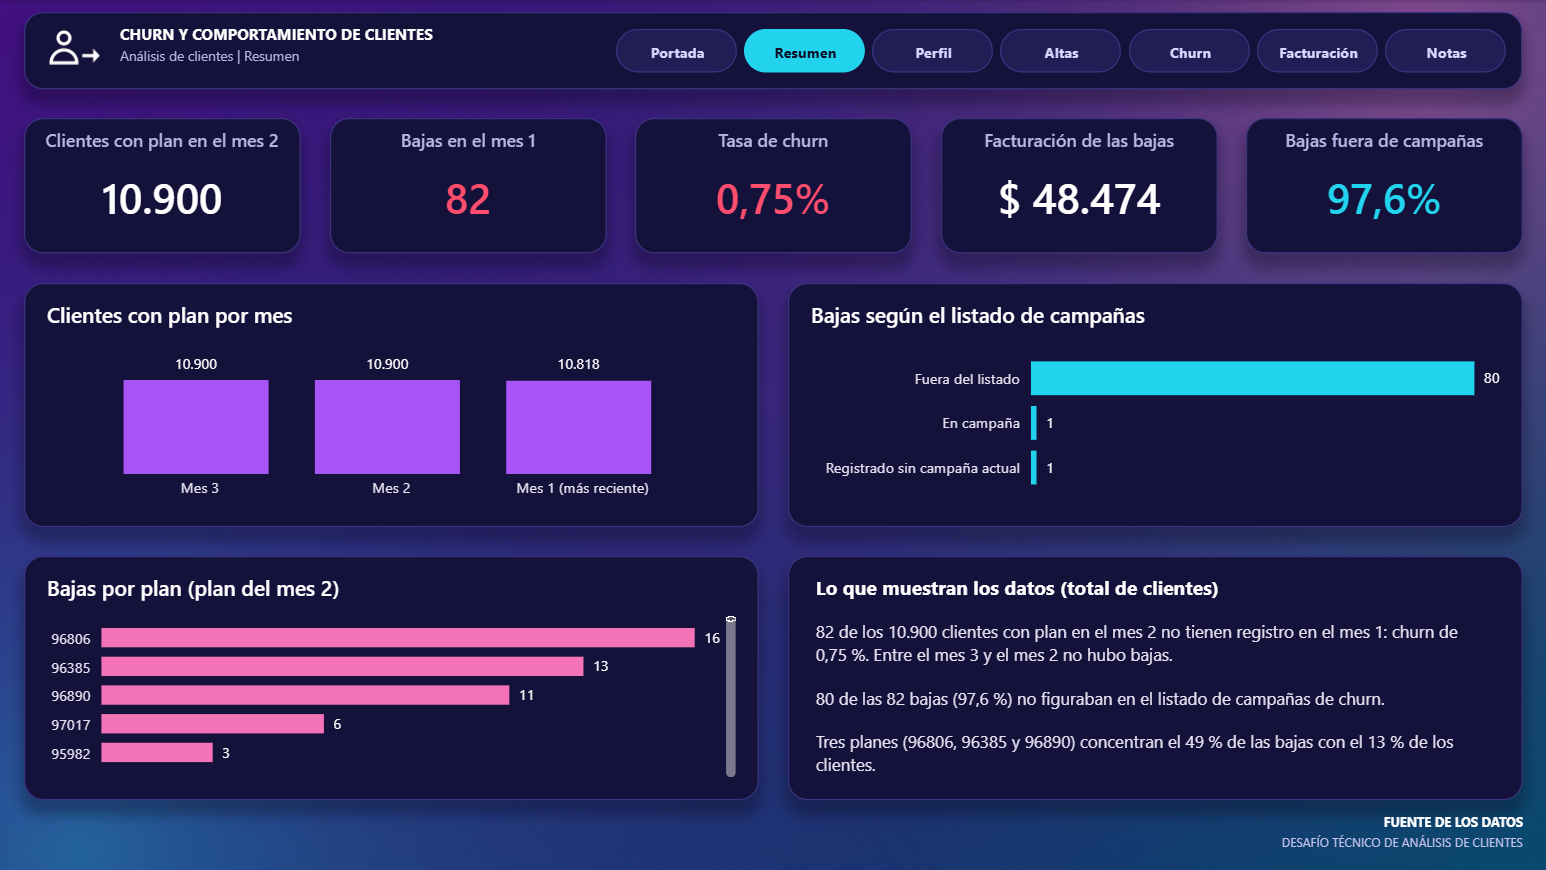 CHURN Y COMPORTAMIENTO DE CLIENTES
Análisis de clientes | Resumen
Portada
Resumen
Perfil
Altas
Churn
Facturación
Notas
Clientes con plan en el mes 2
10.900
Bajas en el mes 1
82
Tasa de churn
0,75%
Facturación de las bajas
$ 48.474
Bajas fuera de campañas
97,6%
Clientes con plan por mes
10.900
10.900
10.818
Mes 3
Mes 2
Mes 1 (más reciente)
Bajas según el listado de campañas
Fuera del listado
80
En campaña
1
Registrado sin campaña actual
1
Bajas por plan (plan del mes 2)
96806
16
96385
13
96890
11
97017
6
95982
3
Lo que muestran los datos (total de clientes)
82 de los 10.900 clientes con plan en el mes 2 no tienen registro en el mes 1: churn de
0,75 %. Entre el mes 3 y el mes 2 no hubo bajas.
80 de las 82 bajas (97,6 %) no figuraban en el listado de campañas de churn.
Tres planes (96806, 96385 y 96890) concentran el 49 % de las bajas con el 13 % de los
clientes.
FUENTE DE LOS DATOS
DESAFÍO TÉCNICO DE ANÁLISIS DE CLIENTES